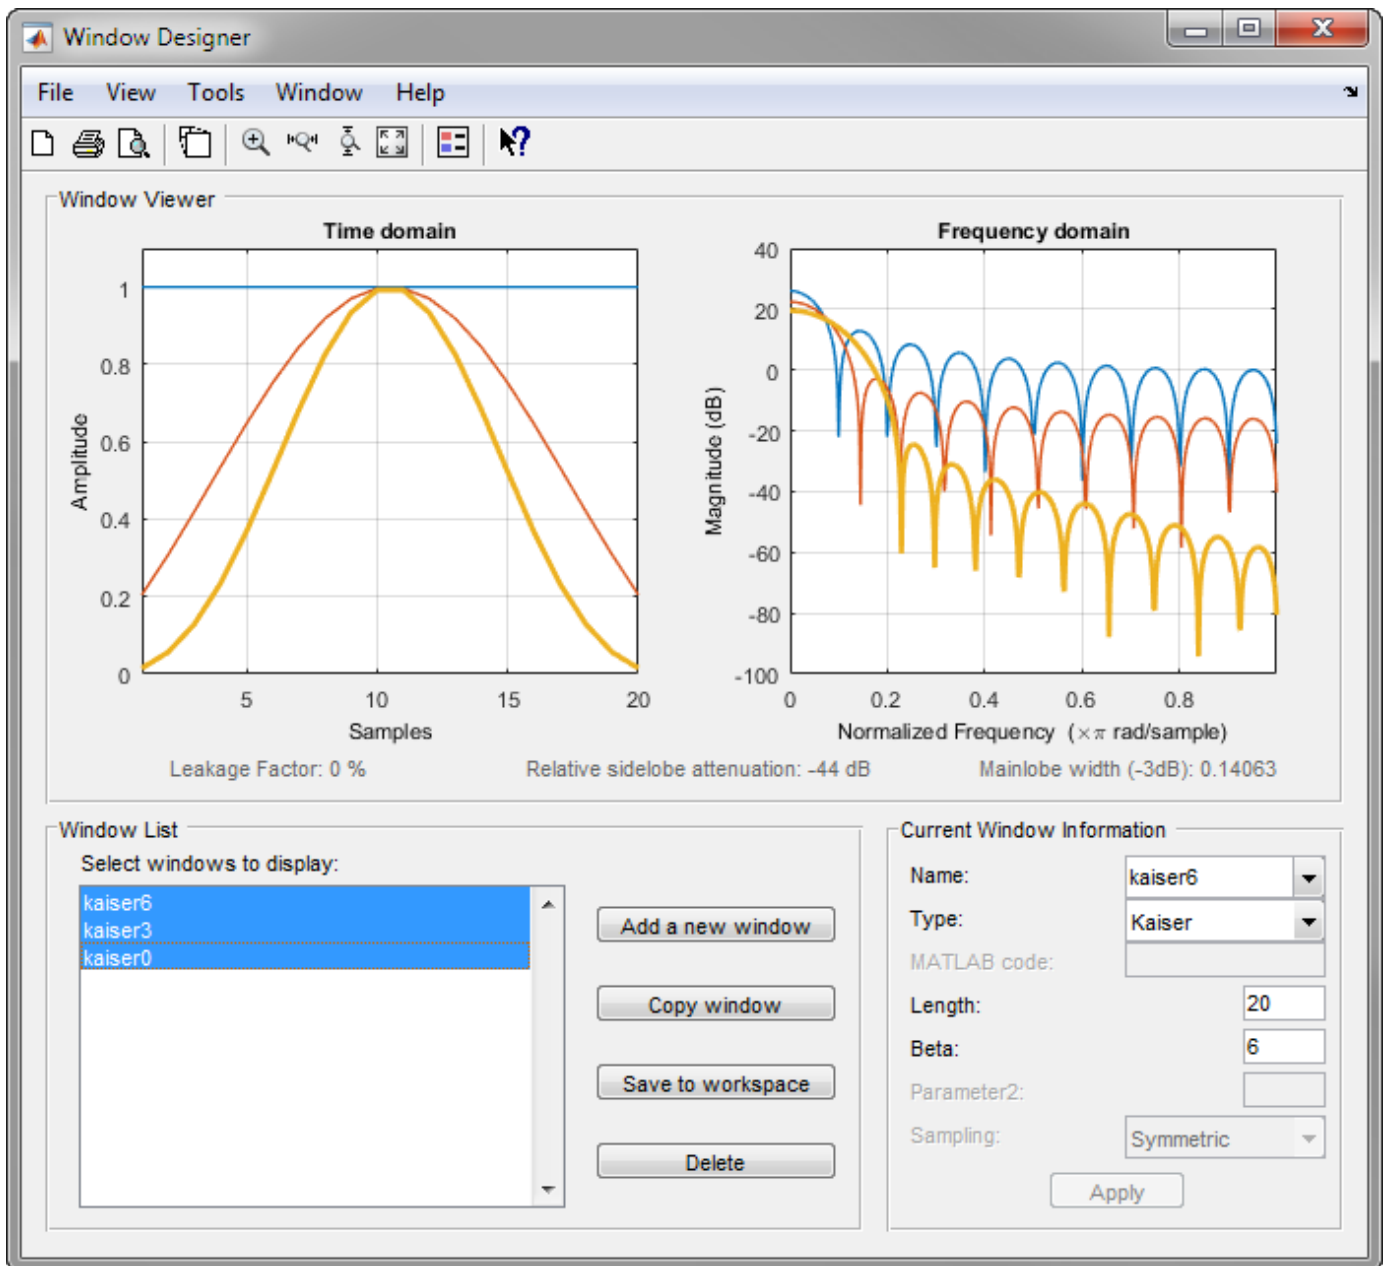 Window Designer
File View Tools Window Help
Window Viewer
Time domain
Frequency domain
1
0.8
0.6
0.4
0.2
0
Amplitude
5 10 15 20
Samples
40
20
0
-20
-40
-60
-80
-100
Magnitude (dB)
0 0.2 0.4 0.6 0.8
Normalized Frequency (×π rad/sample)
Leakage Factor: 0 % Relative sidelobe attenuation: -44 dB Mainlobe width (-3dB): 0.14063
Window List
Select windows to display:
kaiser6
kaiser3
kaiser0
Add a new window
Copy window
Save to workspace
Delete
Current Window Information
Name: kaiser6
Type: Kaiser
MATLAB code:
Length: 20
Beta: 6
Parameter2:
Sampling: Symmetric
Apply